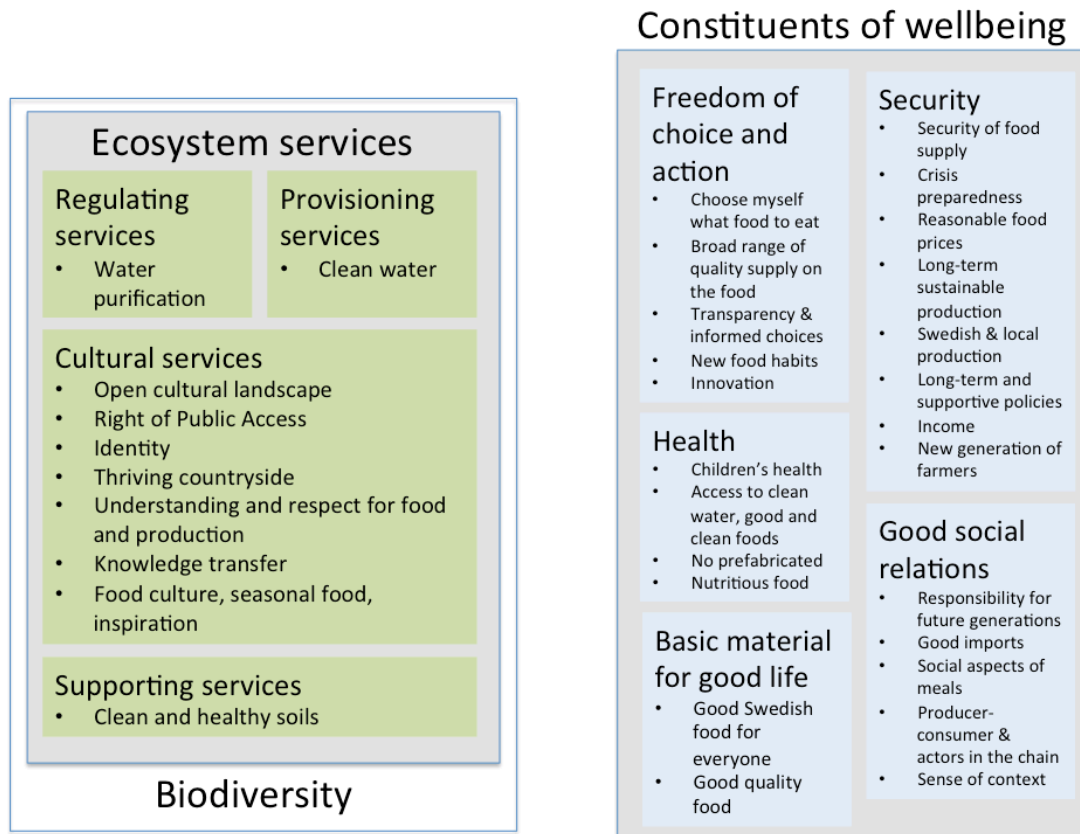 Ecosystem services
Regulating
services
• Water
purification
Provisioning
services
• Clean water
Cultural services
• Open cultural landscape
• Right of Public Access
• Identity
• Thriving countryside
• Understanding and respect for food
and production
• Knowledge transfer
• Food culture, seasonal food,
inspiration
Supporting services
• Clean and healthy soils
Biodiversity
Constituents of wellbeing
Freedom of
choice and
action
• Choose myself
what food to eat
• Broad range of
quality supply on
the food
• Transparency &
informed choices
• New food habits
• Innovation
Health
• Children's health
• Access to clean
water, good and
clean foods
• No prefabricated
• Nutritious food
Basic material
for good life
• Good Swedish
food for
everyone
• Good quality
food
Security
• Security of food
supply
• Crisis
preparedness
• Reasonable food
prices
• Long-term
sustainable
production
• Swedish & local
production
• Long-term and
supportive policies
• Income
• New generation of
farmers
Good social
relations
• Responsibility for
future generations
• Good imports
• Social aspects of
meals
• Producer-
consumer &
actors in the chain
• Sense of context